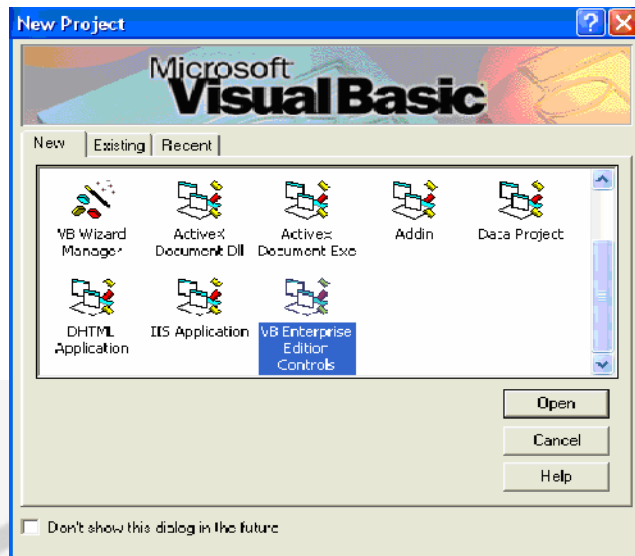 New Project
Microsoft
Visual Basic
New
Existing
Recent
VB Wizard
Manager
ActiveX
Document Dll
ActiveX
Document Exe
Addin
Data Project
DHTML
Application
IIS Application
VB Enterprise
Edition
Controls
Open
Cancel
Help
Don't show this dialog in the future